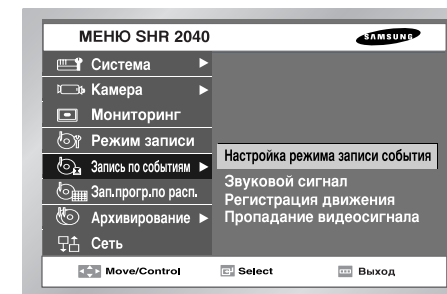 МЕНЮ SHR 2040
SAMSUNG
Система
Камера
Мониторинг
Режим записи
Запись по событиям
Зап.прогр.по расп.
Архивирование
Сеть
Настройка режима записи события
Звуковой сигнал
Регистрация движения
Пропадание видеосигнала
Move/Control Select Выход